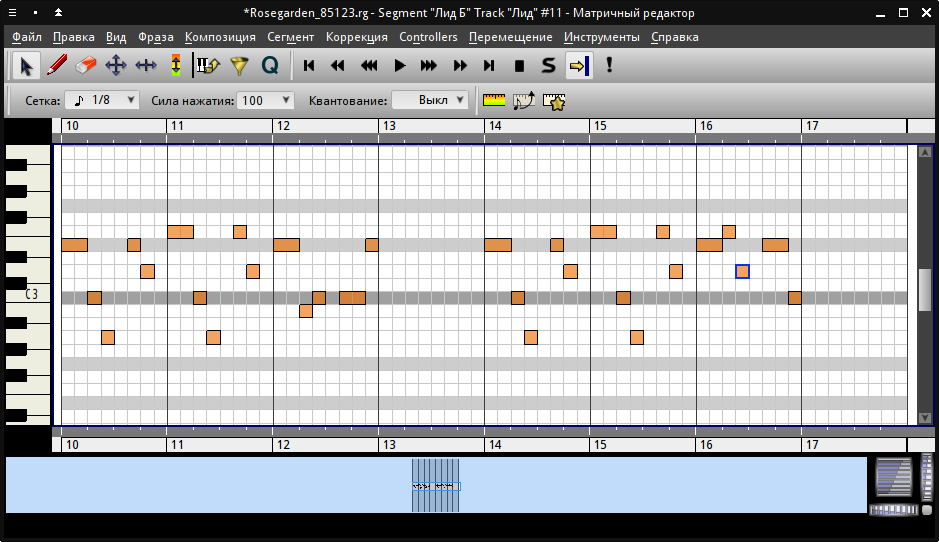 *Rosegarden_85123.rg - Segment "Лид Б" Track "Лид" #11 - Матричный редактор
Файл Правка Вид Фраза Композиция Сегмент Коррекция Controllers Перемещение Инструменты Справка
Q S !
Сетка: 1/8 Сила нажатия: 100 Квантование: Выкл
10 11 12 13 14 15 16 17
C3
10 11 12 13 14 15 16 17